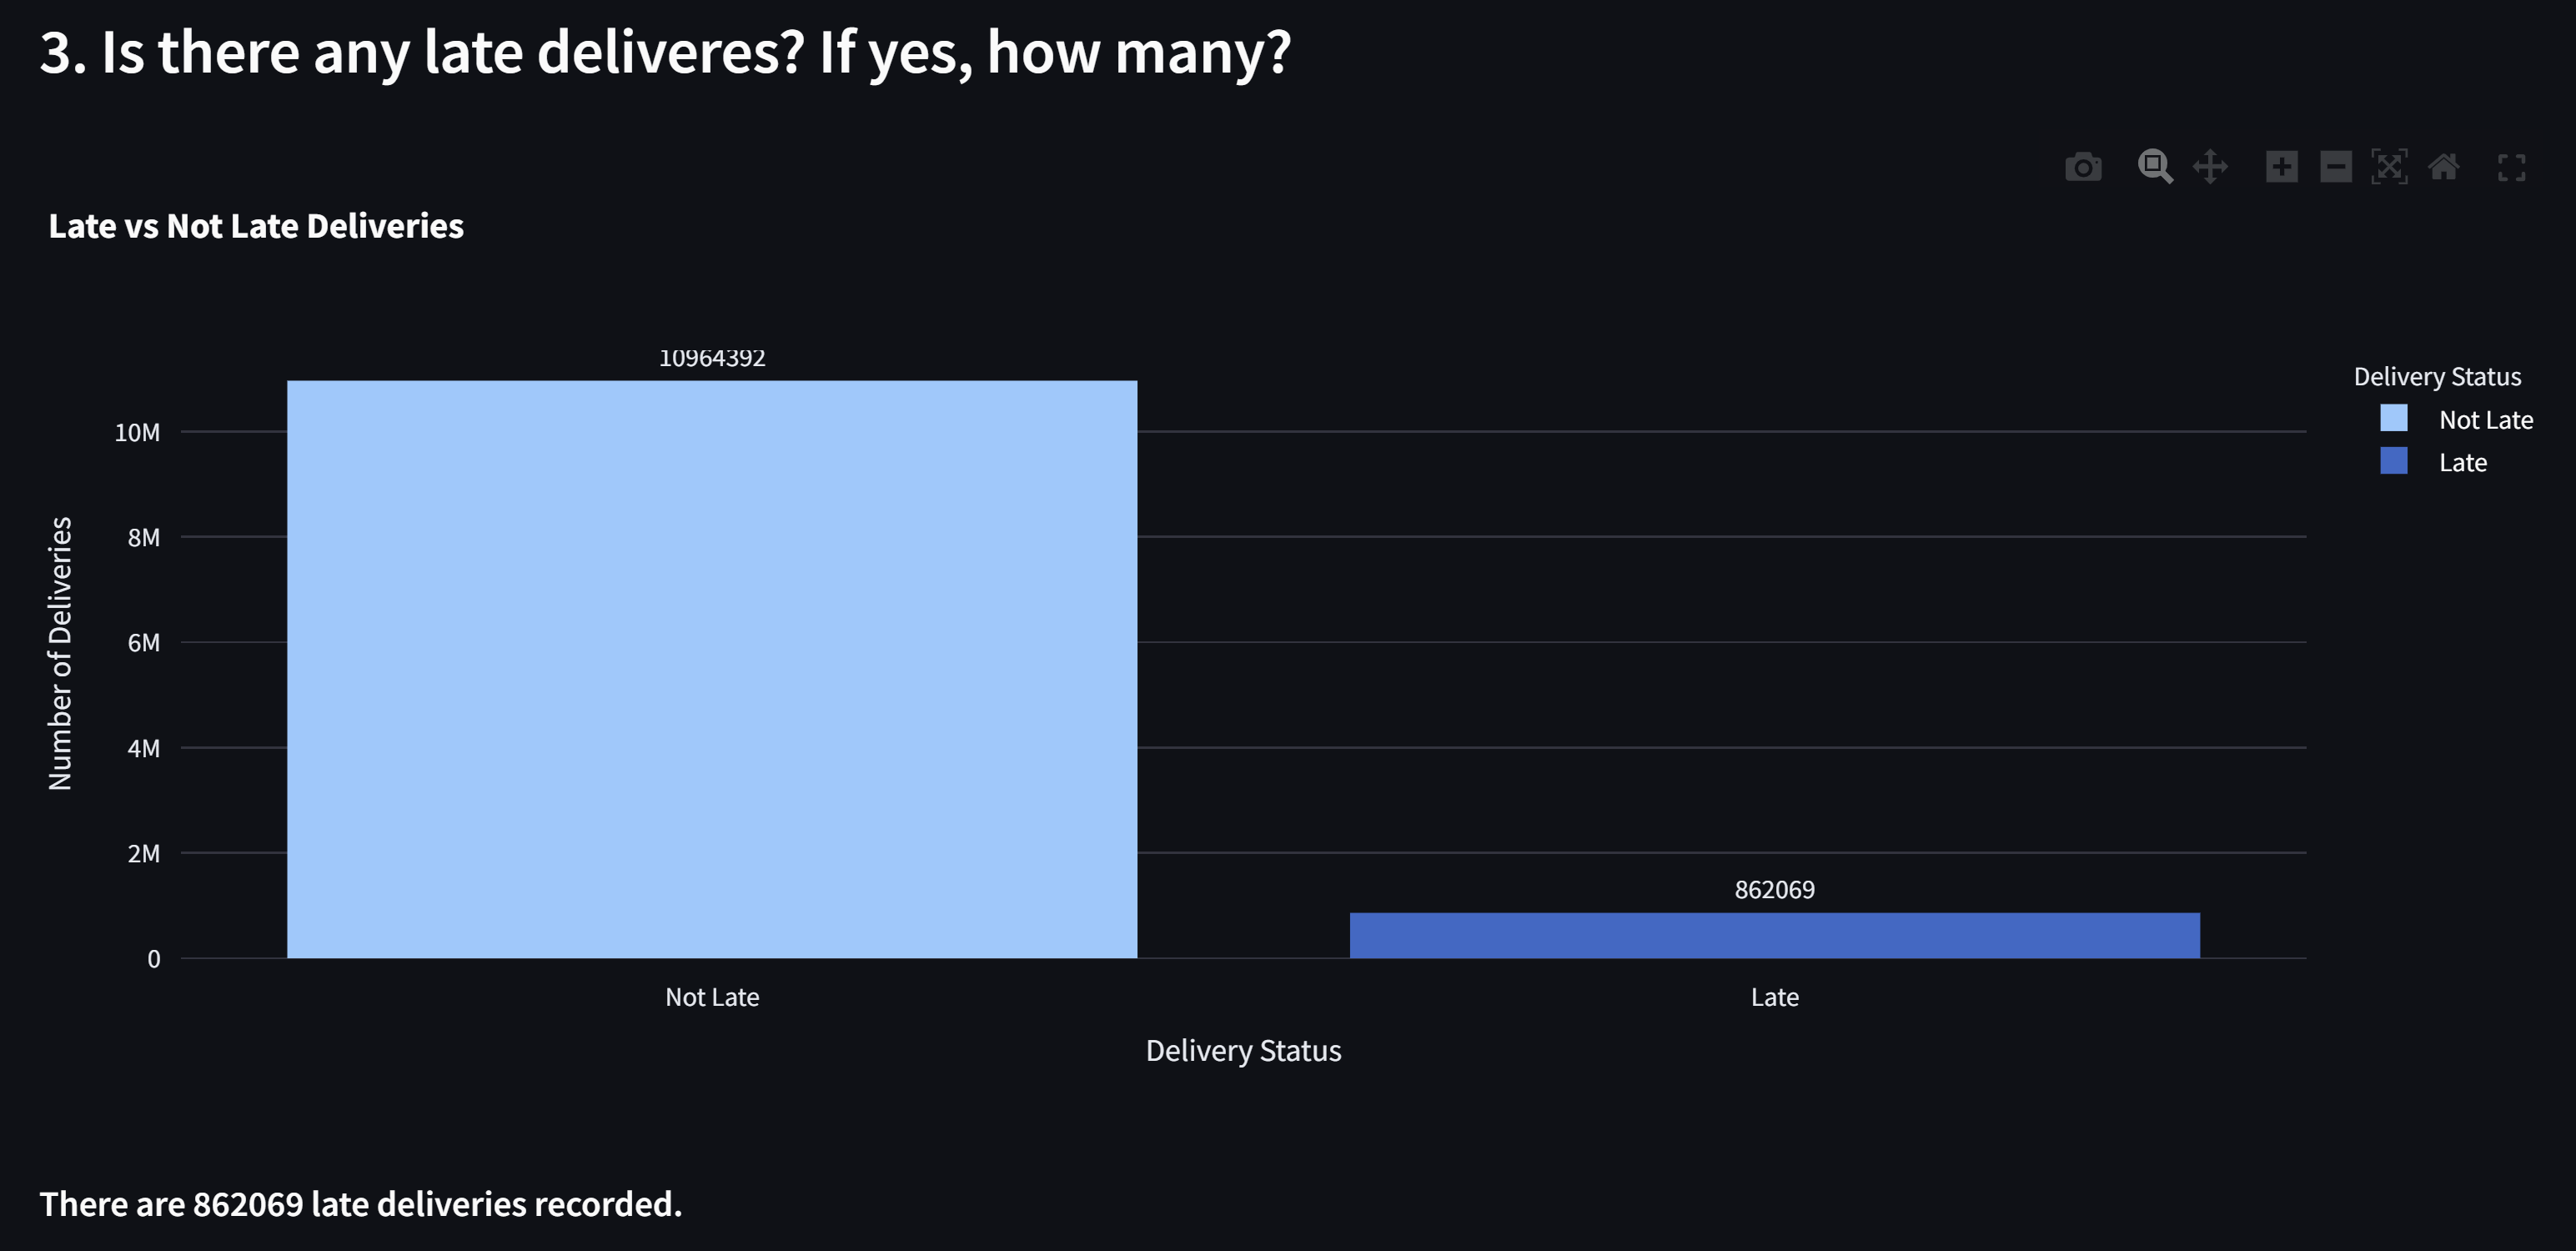 3. Is there any late deliveres? If yes, how many?
Late vs Not Late Deliveries
10964392
Delivery Status
Not Late
Late
10M
8M
6M
4M
2M
0
Number of Deliveries
862069
Not Late
Late
Delivery Status
There are 862069 late deliveries recorded.